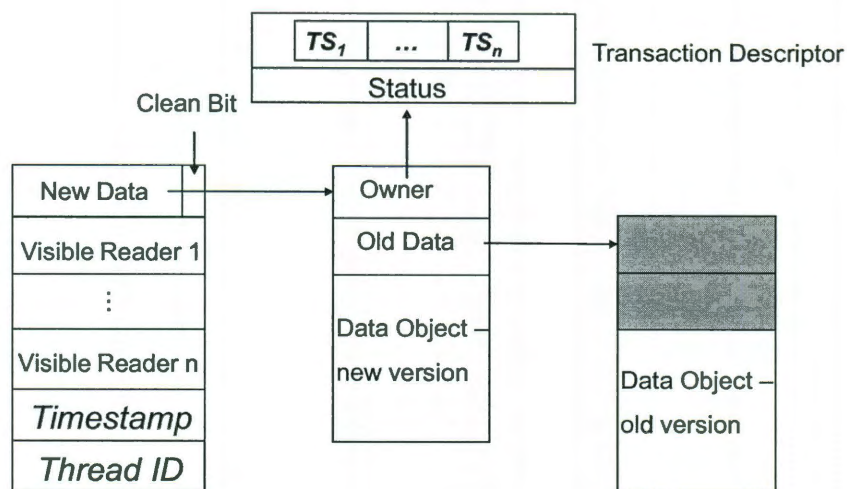 TS1 ... TSn
Transaction Descriptor
Status
Clean Bit
New Data
Owner
Visible Reader 1
Old Data
⋮
Visible Reader n
Data Object –
new version
Data Object –
old version
Timestamp
Thread ID